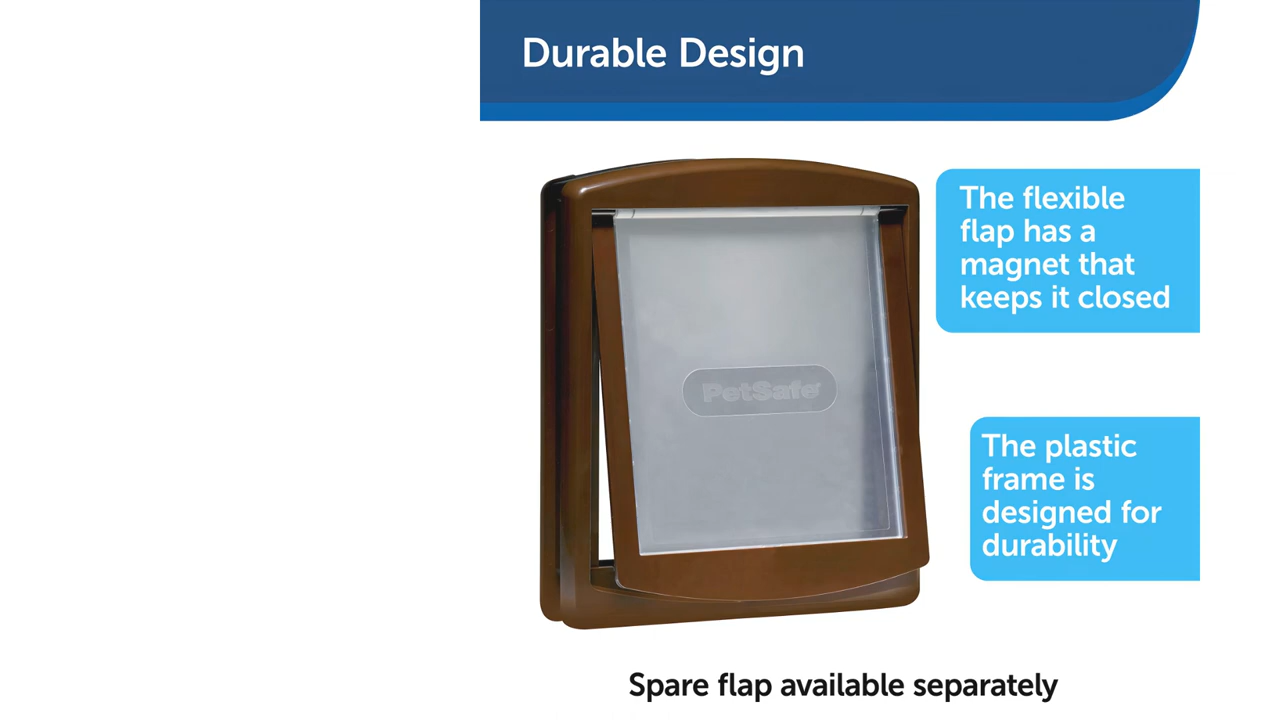 Durable Design
The flexible
flap has a
magnet that
keeps it closed
PetSafe
The plastic
frame is
designed for
durability
Spare flap available separately